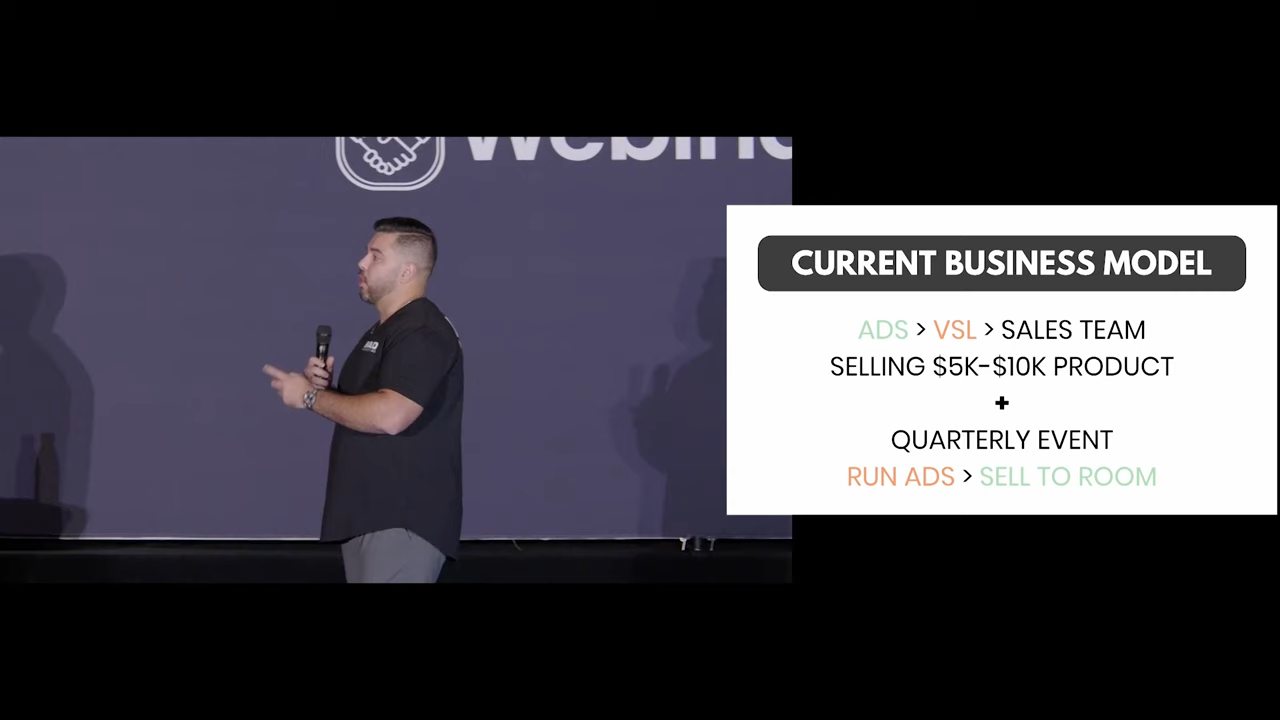 CURRENT BUSINESS MODEL
ADS > VSL > SALES TEAM
SELLING $5K-$10K PRODUCT
+
QUARTERLY EVENT
RUN ADS > SELL TO ROOM